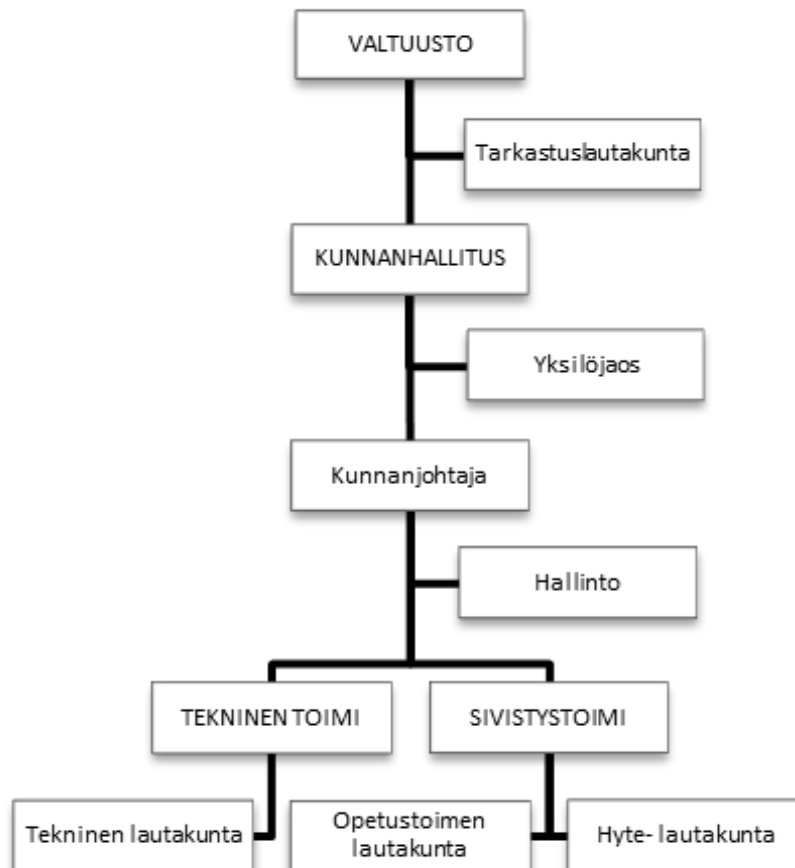 VALTUUSTO
Tarkastuslautakunta
KUNNANHALLITUS
Yksilöjaos
Kunnanjohtaja
Hallinto
TEKNINEN TOIMI
SIVISTYSTOIMI
Tekninen lautakunta
Opetustoimen
lautakunta
Hyte- lautakunta